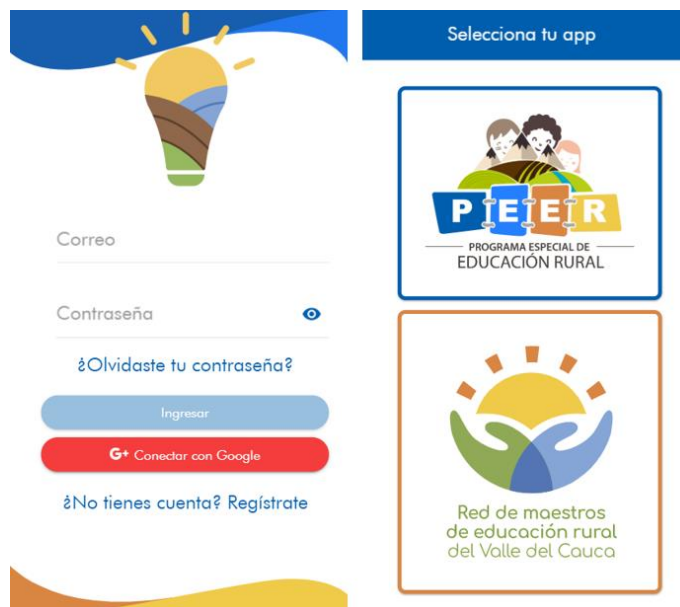 Correo
Contraseña
¿Olvidaste tu contraseña?
Ingresar
G+ Conectar con Google
¿No tienes cuenta? Regístrate
Selecciona tu app
PEER
PROGRAMA ESPECIAL DE
EDUCACIÓN RURAL
Red de maestros
de educación rural
del Valle del Cauca